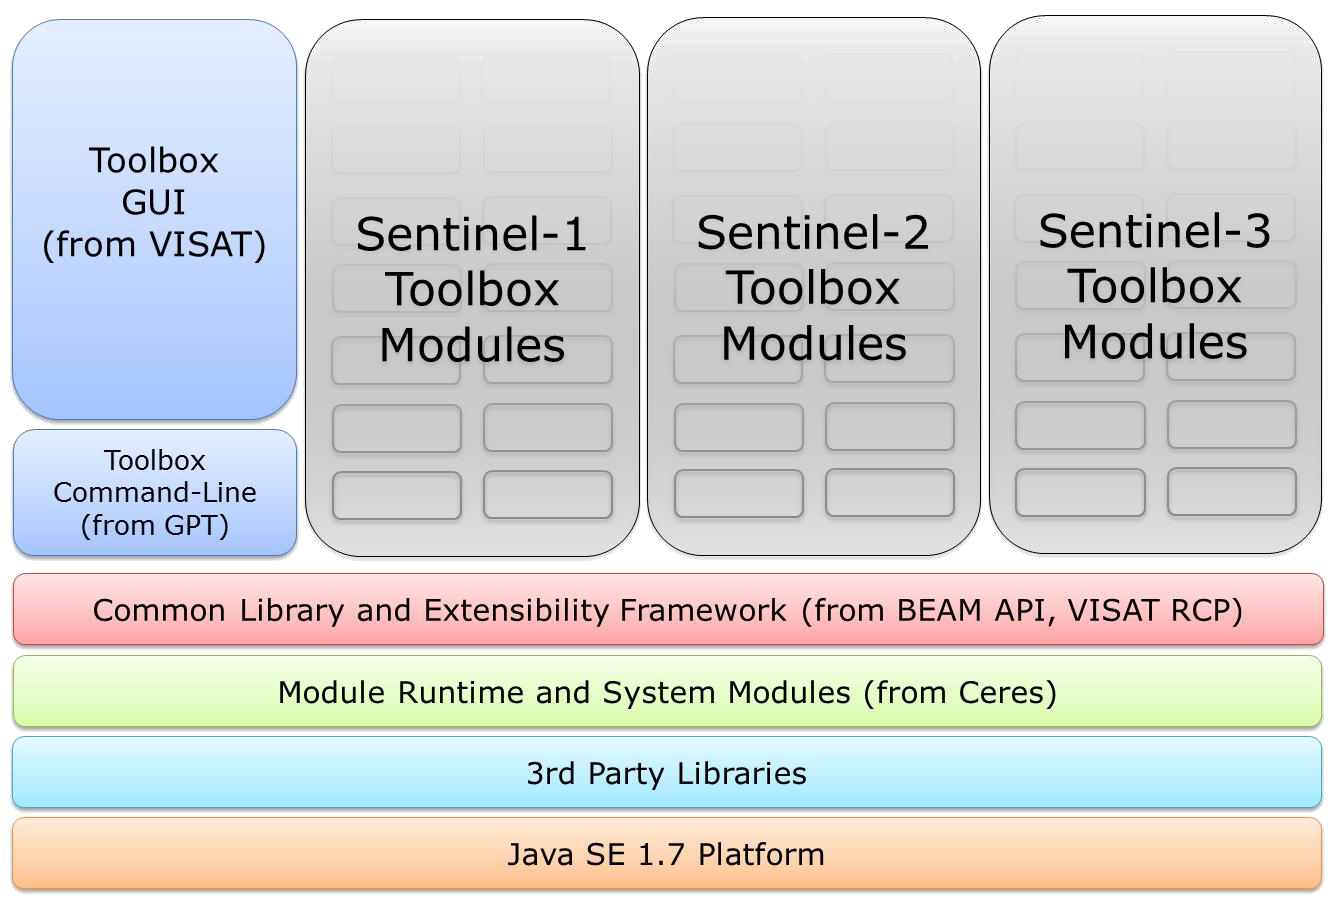 Toolbox
GUI
(from VISAT)
Sentinel-1
Toolbox
Modules
Sentinel-2
Toolbox
Modules
Sentinel-3
Toolbox
Modules
Toolbox
Command-Line
(from GPT)
Common Library and Extensibility Framework (from BEAM API, VISAT RCP)
Module Runtime and System Modules (from Ceres)
3rd Party Libraries
Java SE 1.7 Platform